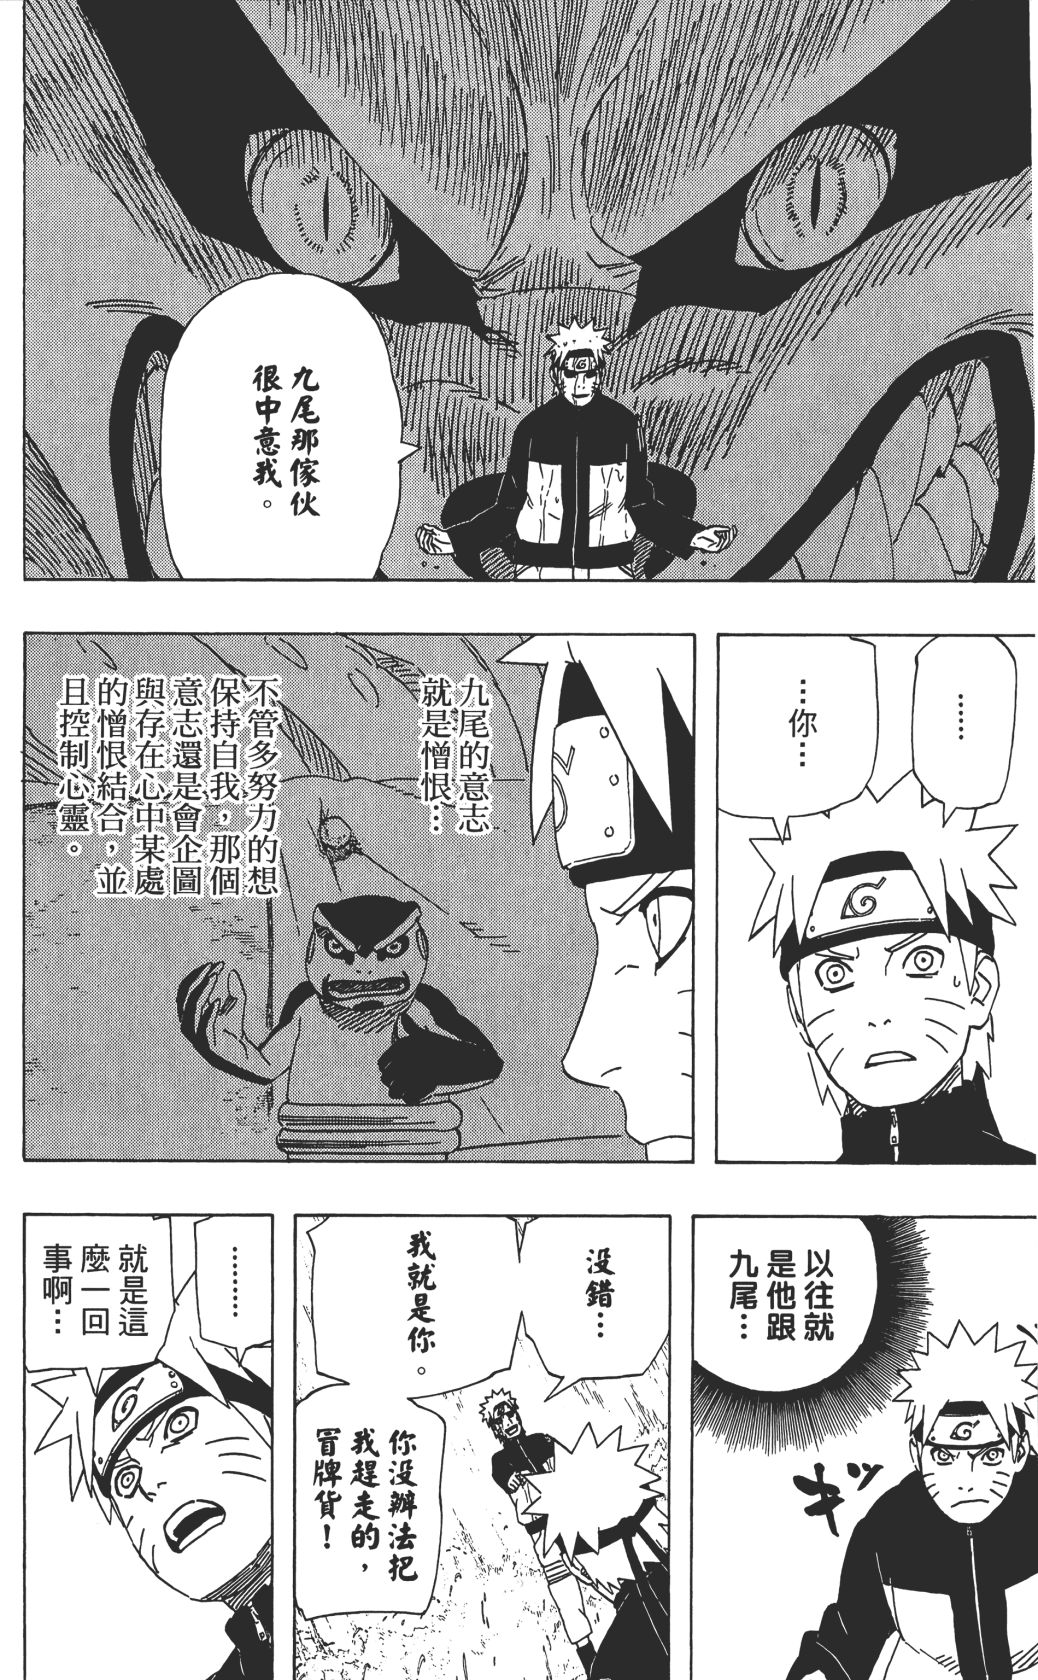 九尾那傢伙
很中意我。
……
…你…
九尾的意志
就是憎恨…
不管多努力的想
保持自我，那個
意志還是會企圖
與存在心中某處
的憎恨結合，並
且控制心靈。
以往就
是他跟
九尾…
キッ
没錯…
我就是你。
你没辦法把
我趕走的，
冒牌貨！
………
就是這
麼一回
事啊…